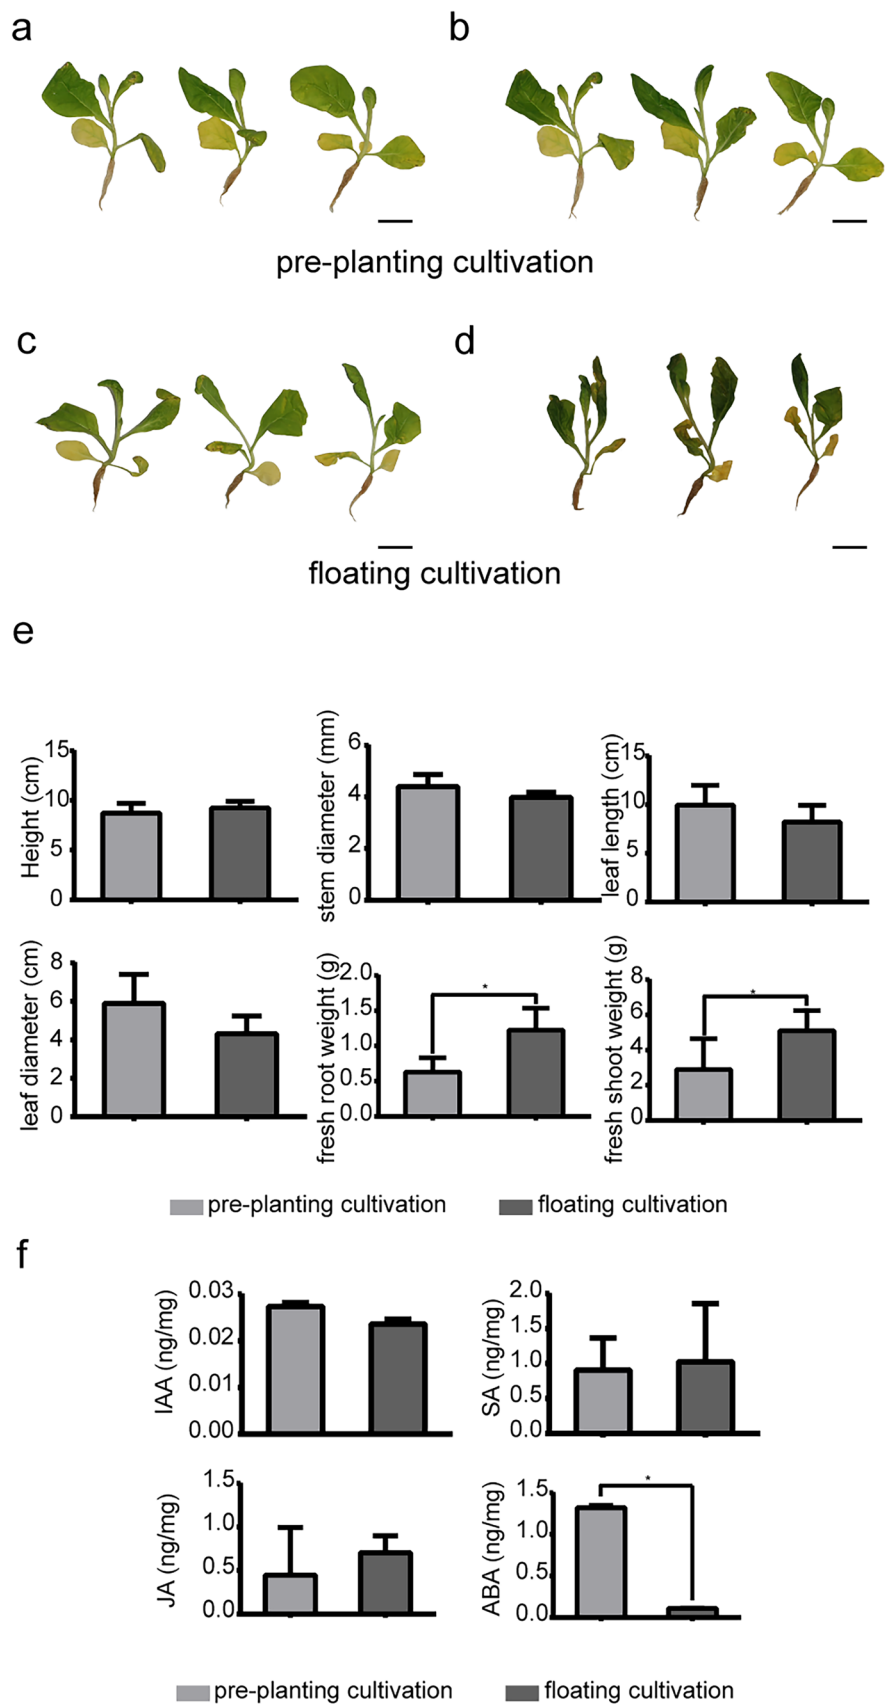 a
b
pre-planting cultivation
c
d
floating cultivation
e
Height (cm)
15
10
5
0
stem diameter (mm)
6
4
2
0
leaf length (cm)
15
10
5
0
leaf diameter (cm)
8
6
4
2
0
fresh root weight (g)
2.0
1.5
1.0
0.5
0.0
*
fresh shoot weight (g)
8
6
4
2
0
*
pre-planting cultivation
floating cultivation
f
IAA (ng/mg)
0.03
0.02
0.01
0.00
SA (ng/mg)
2.0
1.5
1.0
0.5
0.0
JA (ng/mg)
1.5
1.0
0.5
0.0
ABA (ng/mg)
1.5
1.0
0.5
0.0
*
pre-planting cultivation
floating cultivation